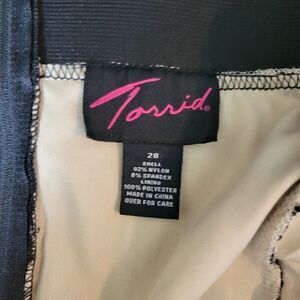 Torrid®
28
SHELL
92% NYLON
8% SPANDEX
LINING
100% POLYESTER
MADE IN CHINA
OVER FOR CARE